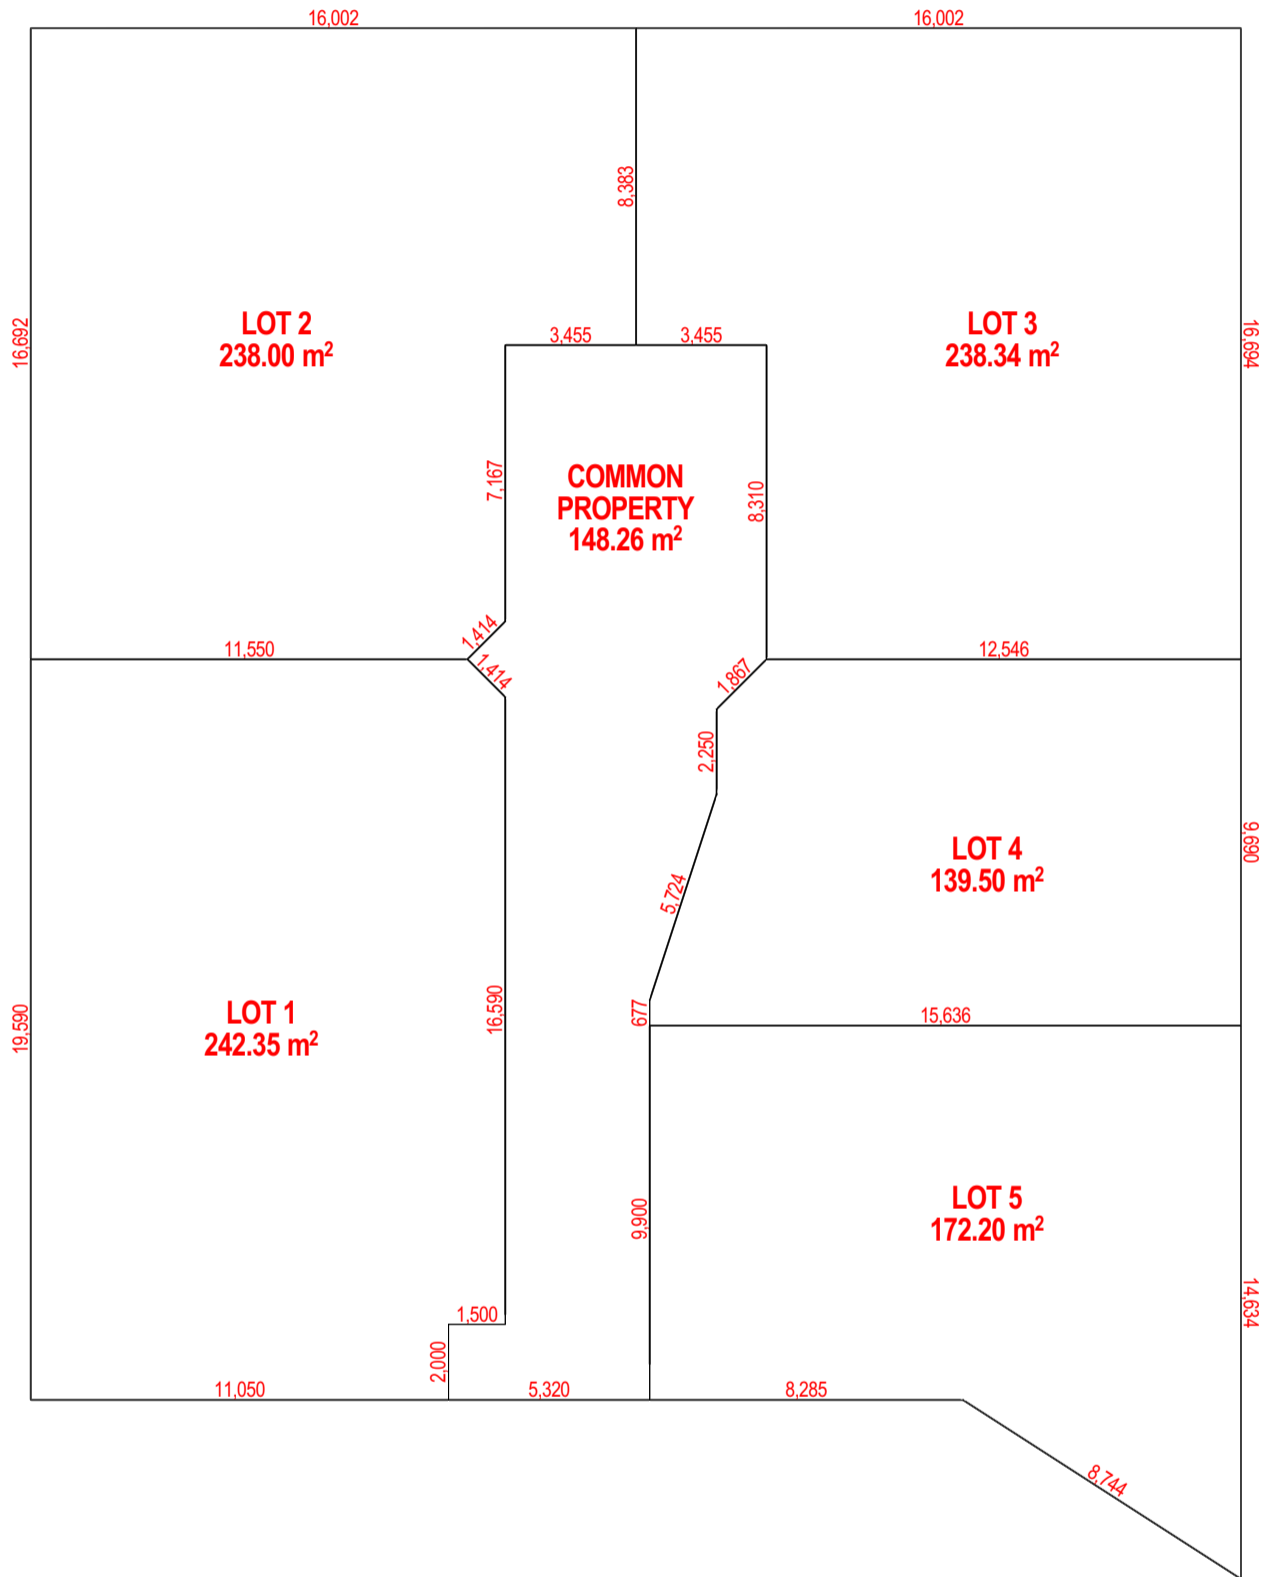 16,002
16,002
8,383
LOT 2
238.00 m²
LOT 3
238.34 m²
16,692
16,694
3,455
3,455
7,167
COMMON
PROPERTY
148.26 m²
8,310
1,414
11,550
1,414
12,546
1,867
2,250
LOT 4
139.50 m²
9,690
5,724
LOT 1
242.35 m²
19,590
16,590
677
15,636
LOT 5
172.20 m²
9,900
14,634
1,500
2,000
11,050
5,320
8,285
8,744